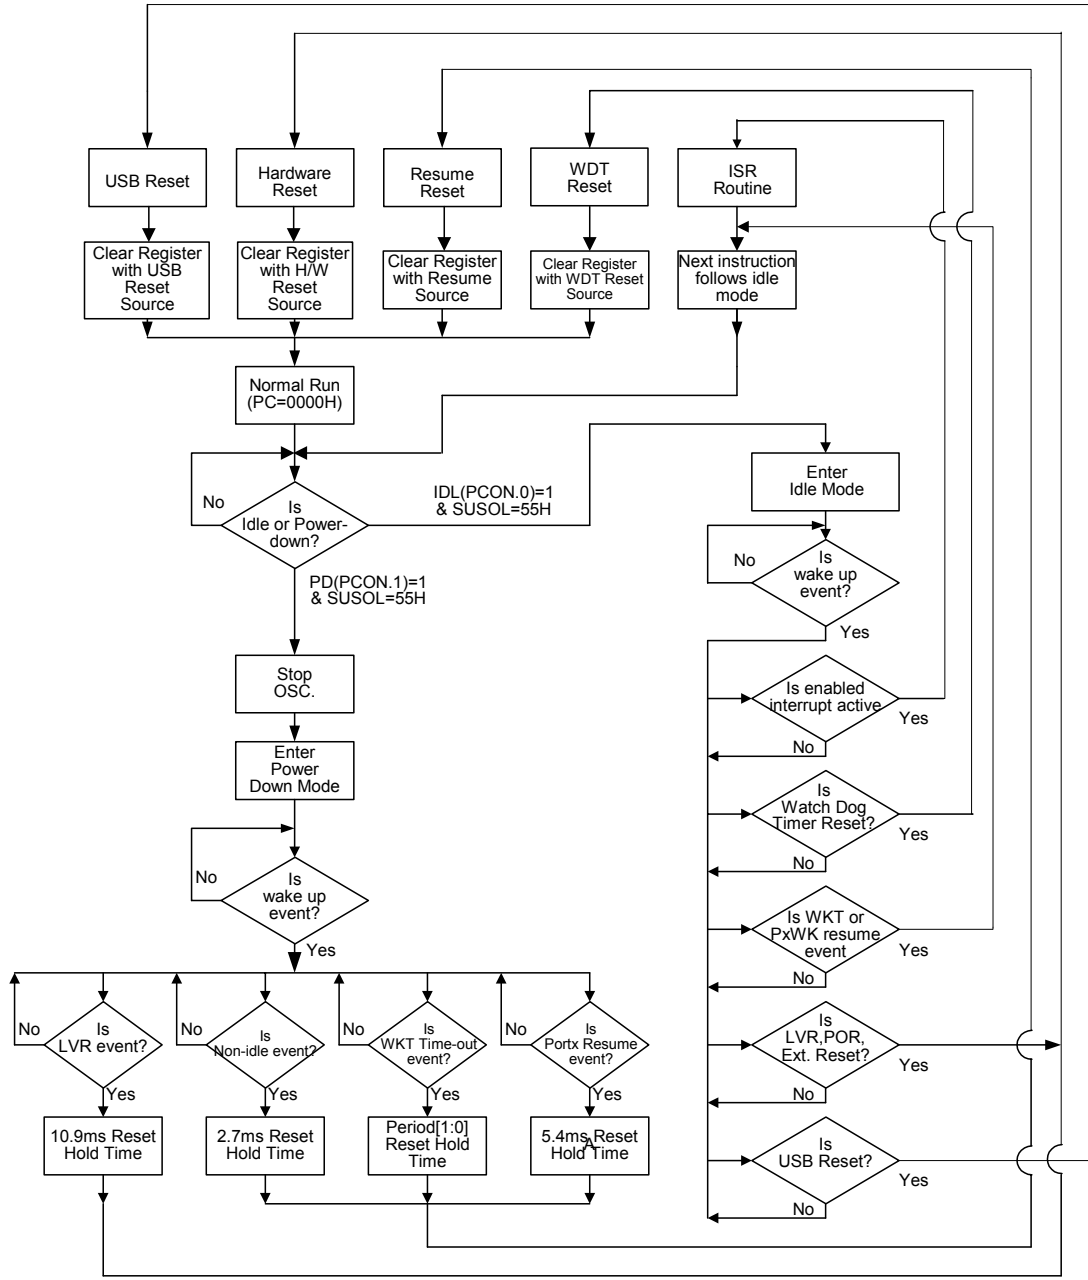 USB Reset
Hardware
Reset
Resume
Reset
WDT
Reset
ISR
Routine
Clear Register
with USB
Reset
Source
Clear Register
with H/W
Reset
Source
Clear Register
with Resume
Source
Clear Register
with WDT Reset
Source
Next instruction
follows idle
mode
Normal Run
(PC=0000H)
No
Is
Idle or Power-
down?
IDL(PCON.0)=1
& SUSOL=55H
PD(PCON.1)=1
& SUSOL=55H
Enter
Idle Mode
No
Is
wake up
event?
Yes
Stop
OSC.
Is enabled
interrupt active
Yes
No
Enter
Power
Down Mode
Is
Watch Dog
Timer Reset?
Yes
No
No
Is
wake up
event?
Yes
Is WKT or
PxWK resume
event
Yes
No
No
Is
LVR event?
Yes
No
Is
Non-idle event?
Yes
No
Is
WKT Time-out
event?
Yes
No
Is
Portx Resume
event?
Yes
Is
LVR,POR,
Ext. Reset?
Yes
No
10.9ms Reset
Hold Time
2.7ms Reset
Hold Time
Period[1:0]
Reset Hold
Time
5.4ms Reset
Hold Time
A
Is
USB Reset?
Yes
No